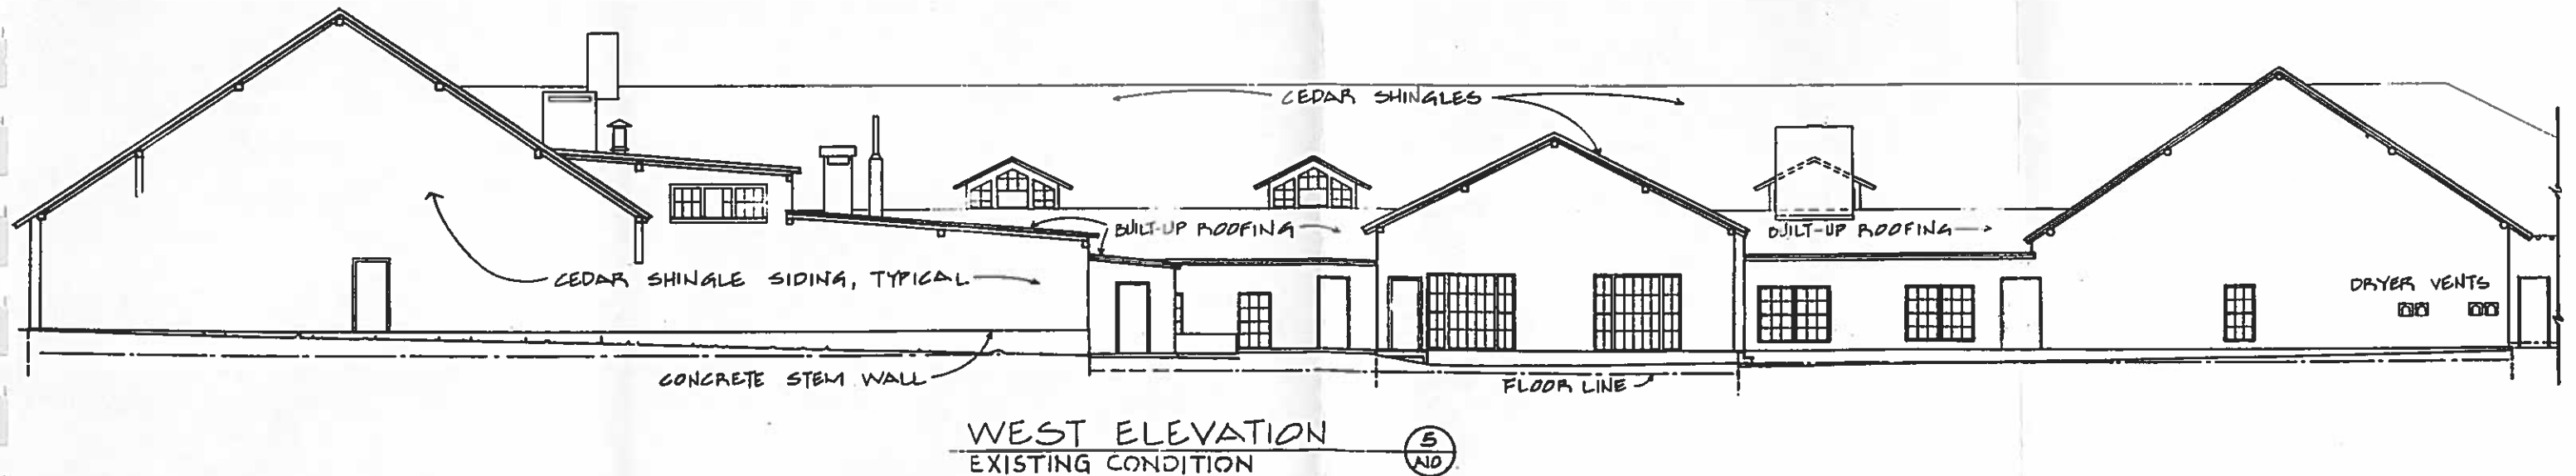 CEDAR SHINGLES
BUILT-UP ROOFING
BUILT-UP ROOFING
CEDAR SHINGLE SIDING, TYPICAL
DRYER VENTS
CONCRETE STEM WALL
FLOOR LINE
WEST ELEVATION
EXISTING CONDITION
5
A10